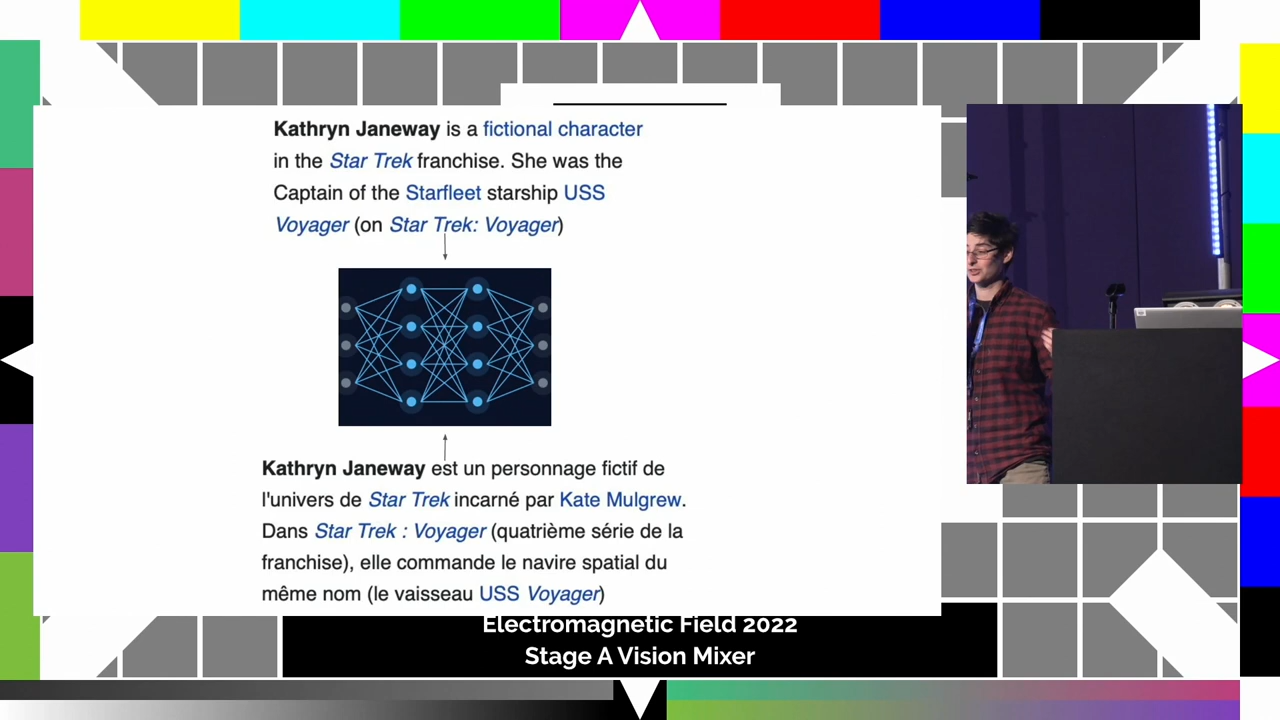 Kathryn Janeway is a fictional character
in the Star Trek franchise. She was the
Captain of the Starfleet starship USS
Voyager (on Star Trek: Voyager)
Kathryn Janeway est un personnage fictif de
l'univers de Star Trek incarné par Kate Mulgrew.
Dans Star Trek : Voyager (quatrième série de la
franchise), elle commande le navire spatial du
même nom (le vaisseau USS Voyager)
Electromagnetic Field 2022
Stage A Vision Mixer